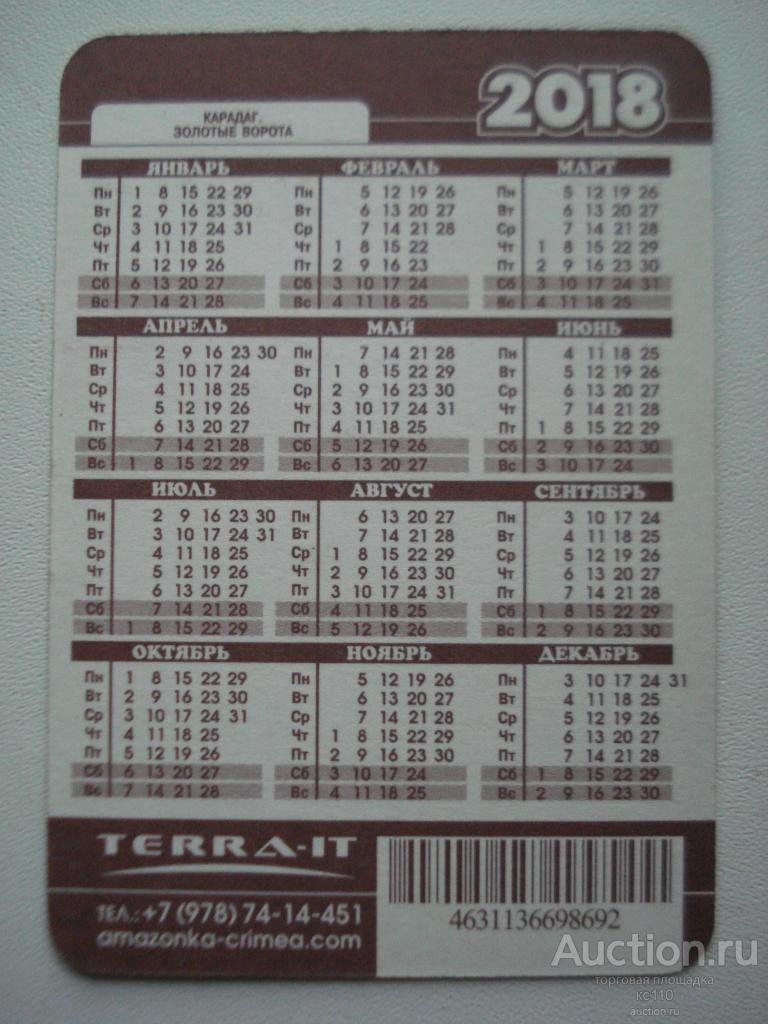 2018
КАРАДАГ.
ЗОЛОТЫЕ ВОРОТА
ЯНВАРЬ ФЕВРАЛЬ МАРТ
Пн 1 8 15 22 29 Пн 5 12 19 26 Пн 5 12 19 26
Вт 2 9 16 23 30 Вт 6 13 20 27 Вт 6 13 20 27
Ср 3 10 17 24 31 Ср 7 14 21 28 Ср 7 14 21 28
Чт 4 11 18 25 Чт 1 8 15 22 Чт 1 8 15 22 29
Пт 5 12 19 26 Пт 2 9 16 23 Пт 2 9 16 23 30
Сб 6 13 20 27 Сб 3 10 17 24 Сб 3 10 17 24 31
Вс 7 14 21 28 Вс 4 11 18 25 Вс 4 11 18 25
АПРЕЛЬ МАЙ ИЮНЬ
Пн 2 9 16 23 30 Пн 7 14 21 28 Пн 4 11 18 25
Вт 3 10 17 24 Вт 1 8 15 22 29 Вт 5 12 19 26
Ср 4 11 18 25 Ср 2 9 16 23 30 Ср 6 13 20 27
Чт 5 12 19 26 Чт 3 10 17 24 31 Чт 7 14 21 28
Пт 6 13 20 27 Пт 4 11 18 25 Пт 1 8 15 22 29
Сб 7 14 21 28 Сб 5 12 19 26 Сб 2 9 16 23 30
Вс 1 8 15 22 29 Вс 6 13 20 27 Вс 3 10 17 24
ИЮЛЬ АВГУСТ СЕНТЯБРЬ
Пн 2 9 16 23 30 Пн 6 13 20 27 Пн 3 10 17 24
Вт 3 10 17 24 31 Вт 7 14 21 28 Вт 4 11 18 25
Ср 4 11 18 25 Ср 1 8 15 22 29 Ср 5 12 19 26
Чт 5 12 19 26 Чт 2 9 16 23 30 Чт 6 13 20 27
Пт 6 13 20 27 Пт 3 10 17 24 31 Пт 7 14 21 28
Сб 7 14 21 28 Сб 4 11 18 25 Сб 1 8 15 22 29
Вс 1 8 15 22 29 Вс 5 12 19 26 Вс 2 9 16 23 30
ОКТЯБРЬ НОЯБРЬ ДЕКАБРЬ
Пн 1 8 15 22 29 Пн 5 12 19 26 Пн 3 10 17 24 31
Вт 2 9 16 23 30 Вт 6 13 20 27 Вт 4 11 18 25
Ср 3 10 17 24 31 Ср 7 14 21 28 Ср 5 12 19 26
Чт 4 11 18 25 Чт 1 8 15 22 29 Чт 6 13 20 27
Пт 5 12 19 26 Пт 2 9 16 23 30 Пт 7 14 21 28
Сб 6 13 20 27 Сб 3 10 17 24 Сб 1 8 15 22 29
Вс 7 14 21 28 Вс 4 11 18 25 Вс 2 9 16 23 30
TERRA-IT
ТЕЛ.: +7 (978) 74-14-451
amazonka-crimea.com
4631136698692
Auction.ru
торговая площадка
кс110
auction.ru